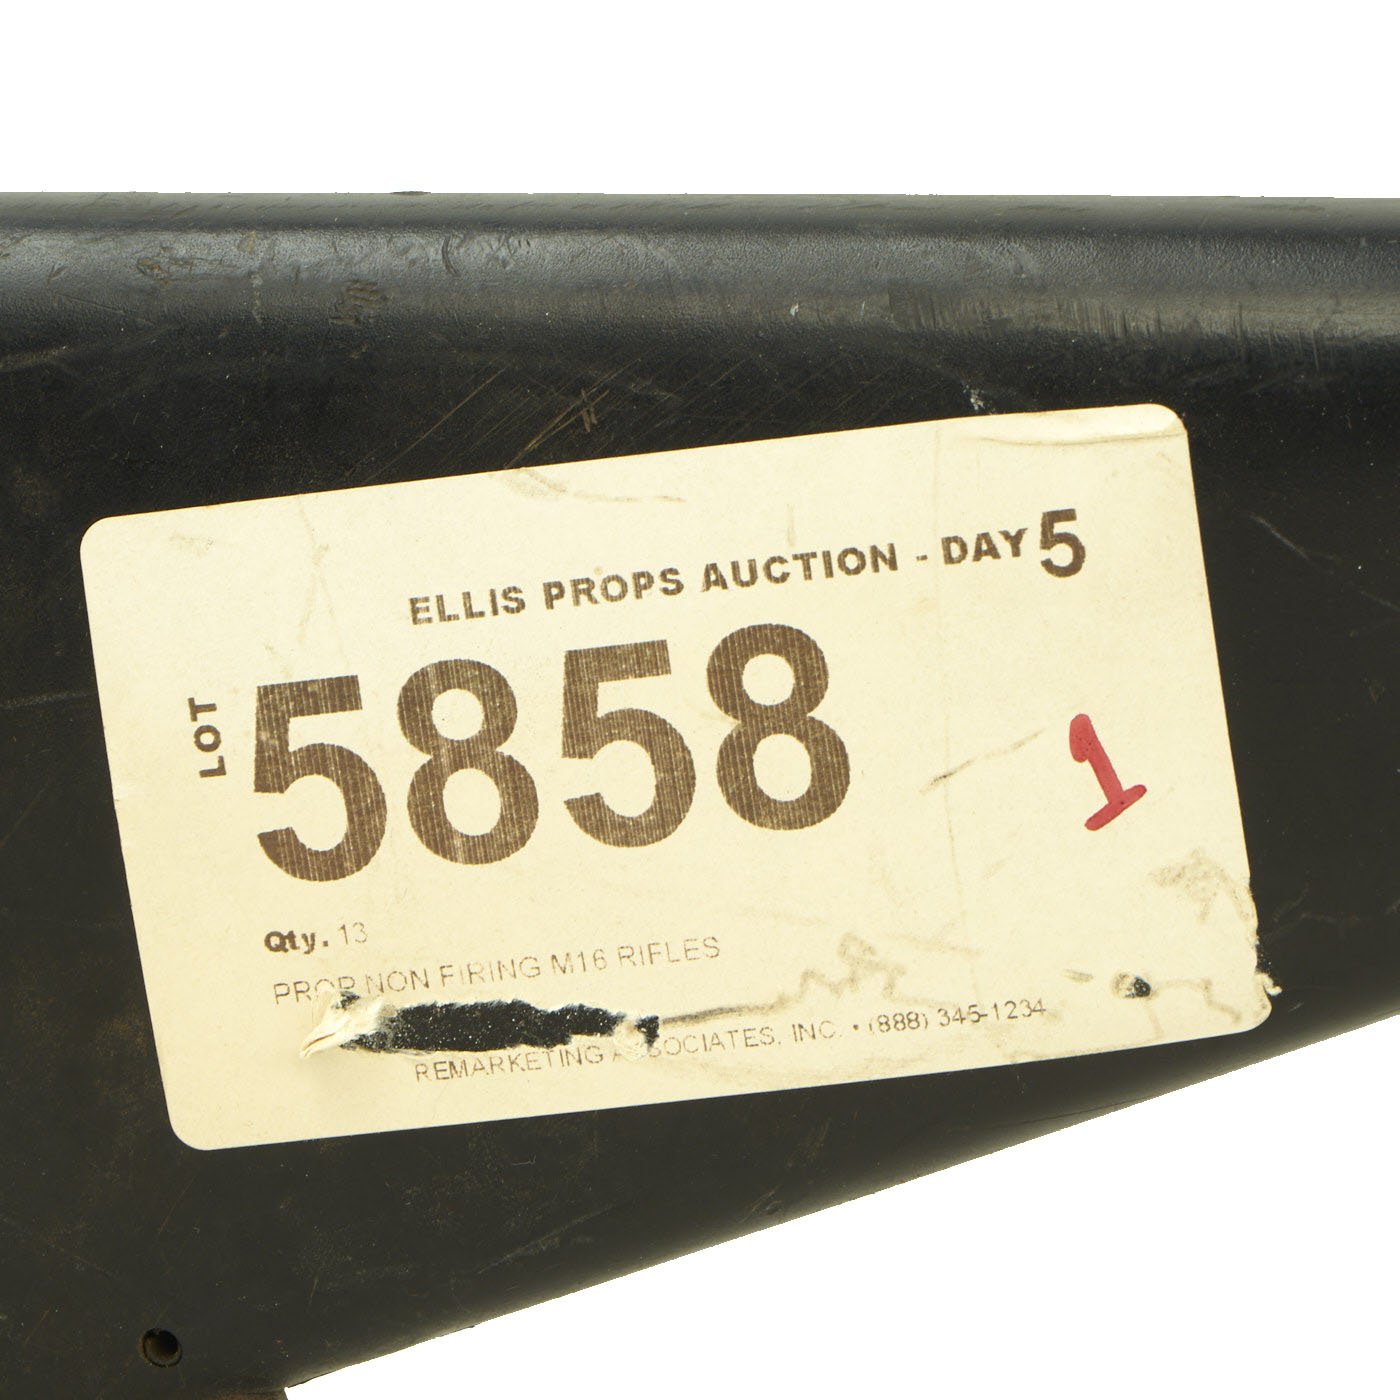 ELLIS PROPS AUCTION - DAY 5
LOT
5858
1
Qty. 13
PROP NON FIRING M16 RIFLES
REMARKETING ASSOCIATES, INC. • (888) 345-1234